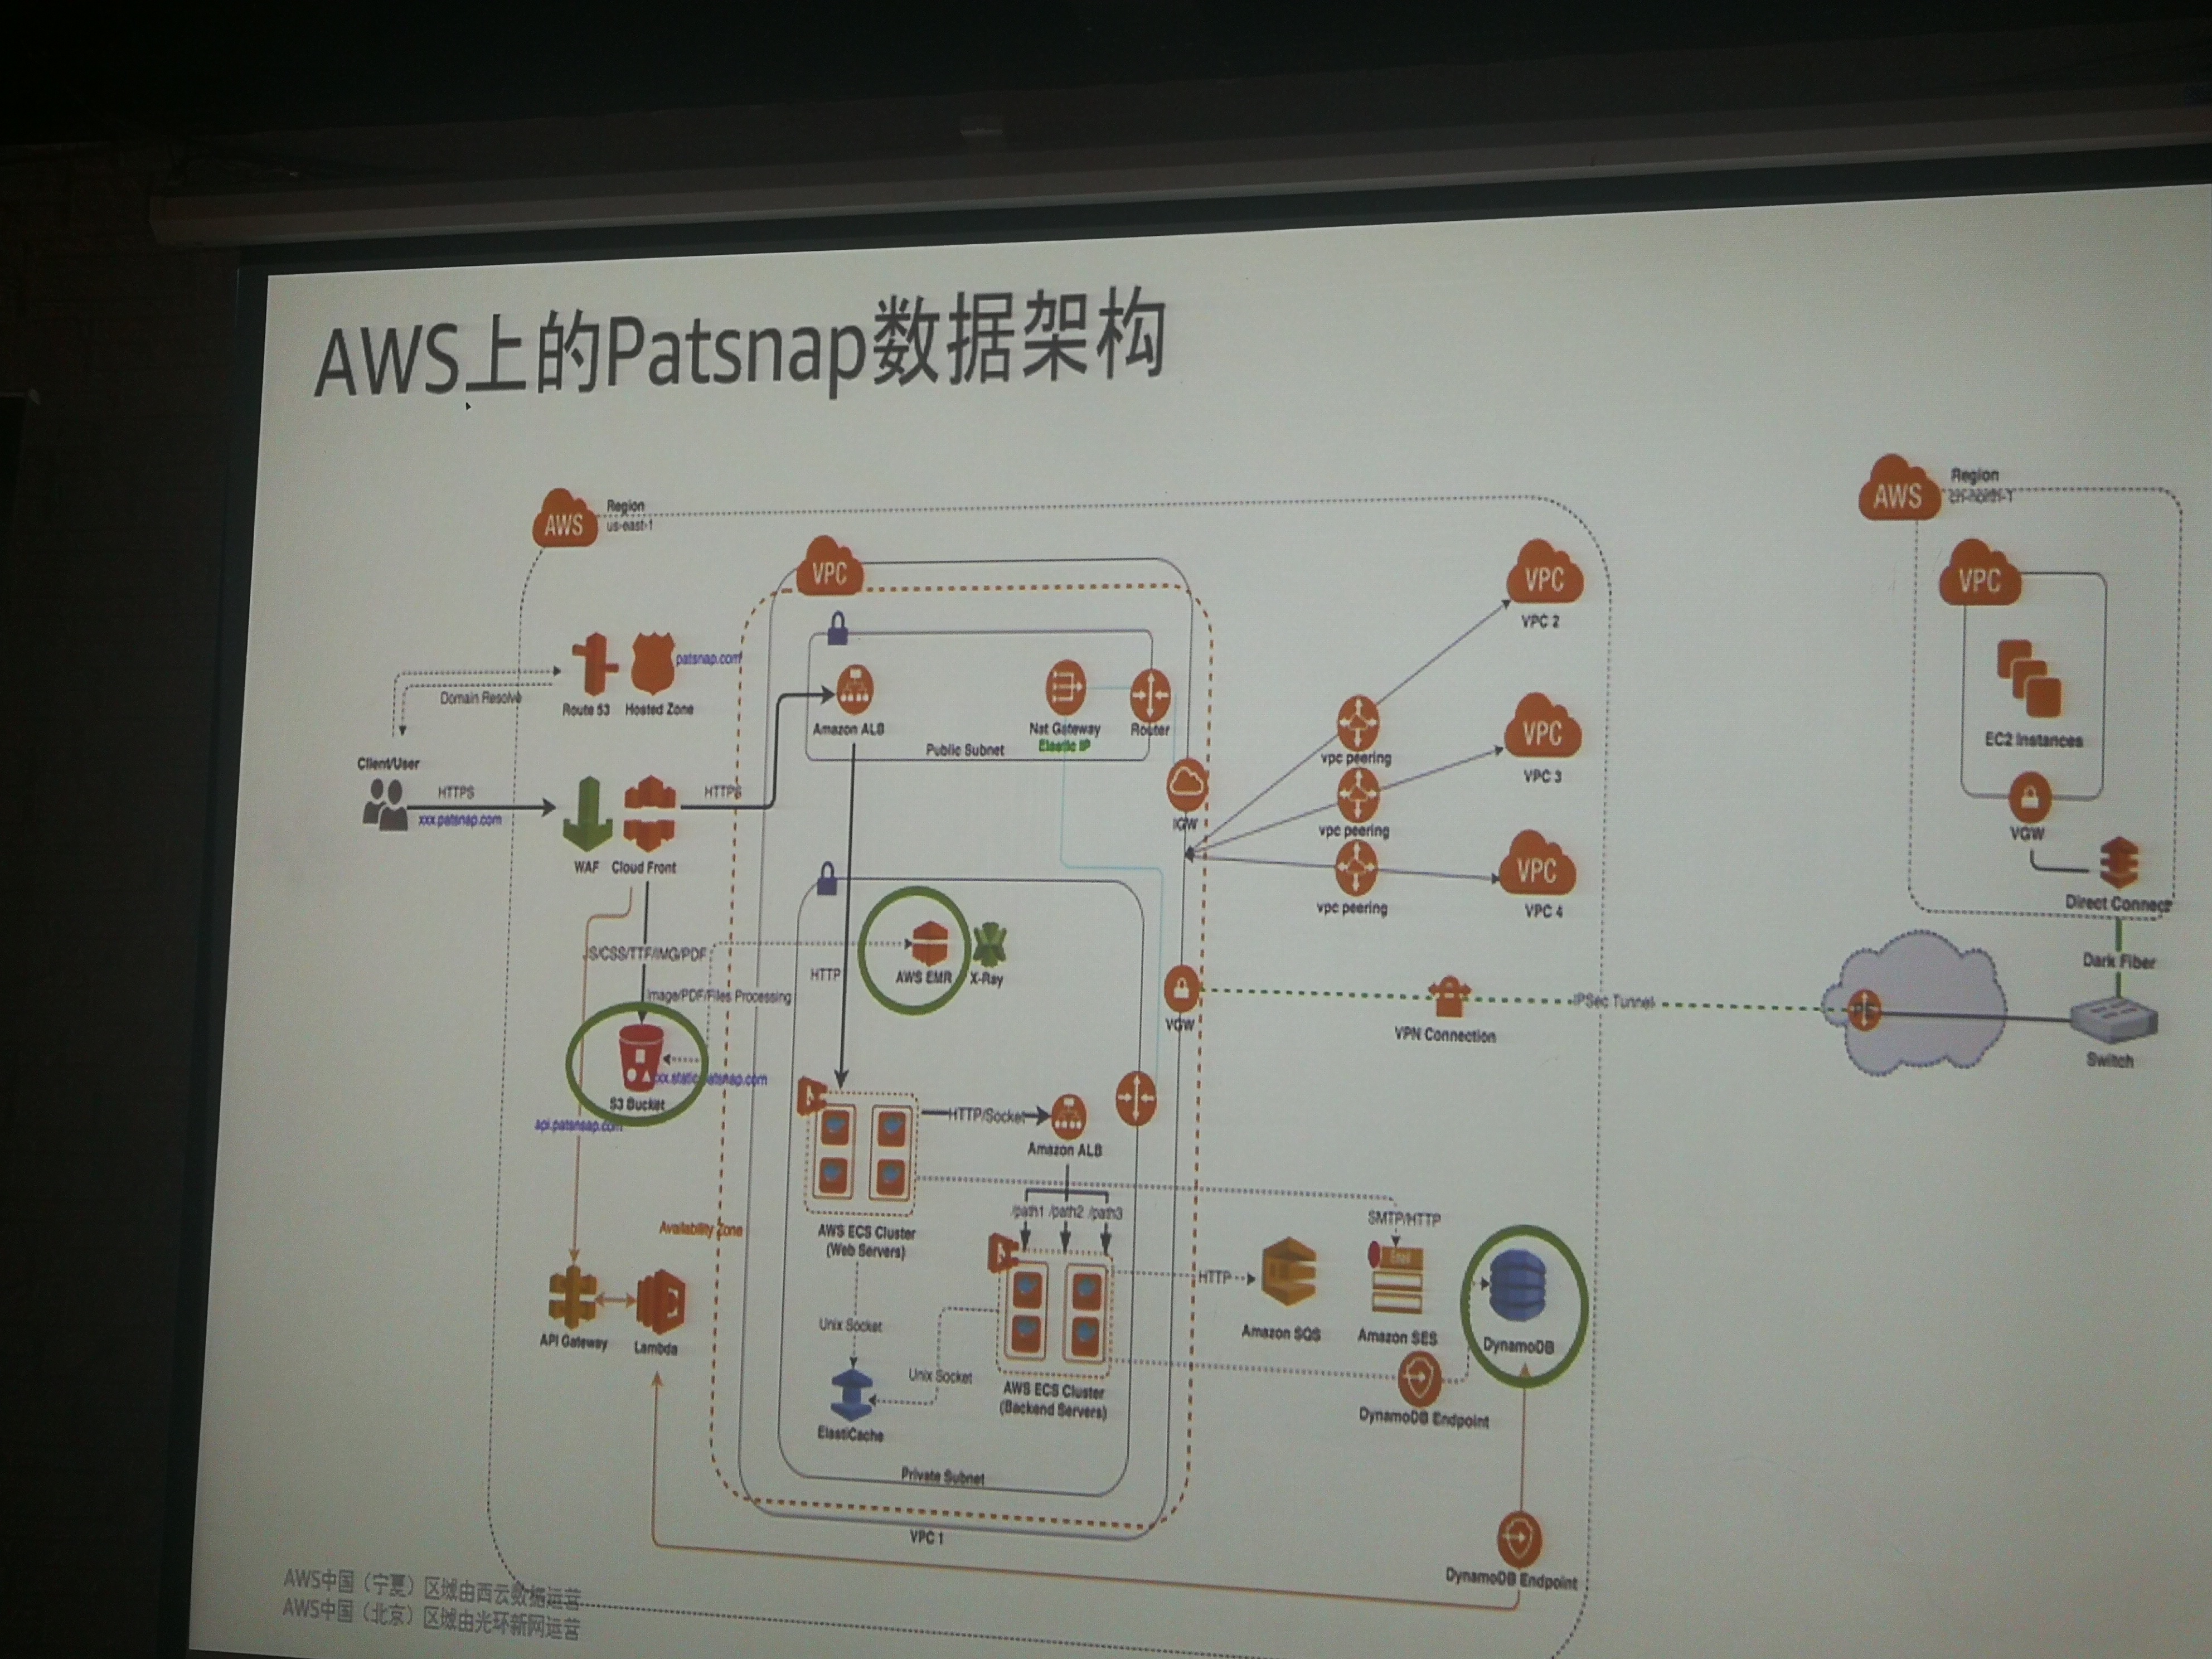 AWS上的Patsnap数据架构
AWS
Region
us-east-1
AWS
Region
cn-north-1
VPC
VPC
VPC 2
VPC
patsnap.com
Domain Resolve
Route 53
Hosted Zone
Amazon ALB
Nat Gateway
Elastic IP
Router
Public Subnet
EC2 Instances
Client/User
HTTPS
xxx.patsnap.com
HTTPS
WAF
Cloud Front
IGW
vpc peering
VPC
VPC 3
vpc peering
VPC
VPC 4
vpc peering
VGW
Direct Connect
JS/CSS/TTF/IMG/PDF
Image/PDF/Files Processing
HTTP
AWS EMR
X-Ray
VGW
VPN Connection
IPSec Tunnel
Dark Fiber
Switch
xxx.static.patsnap.com
S3 Bucket
api.patsnap.com
HTTP/Socket
Amazon ALB
/path1 /path2 /path3
Availability Zone
AWS ECS Cluster
(Web Servers)
SMTP/HTTP
Email
HTTP
Amazon SQS
Amazon SES
DynamoDB
API Gateway
Lambda
Unix Socket
Unix Socket
ElastiCache
AWS ECS Cluster
(Backend Servers)
DynamoDB Endpoint
Private Subnet
VPC 1
DynamoDB Endpoint
AWS中国（宁夏）区域由西云数据运营
AWS中国（北京）区域由光环新网运营